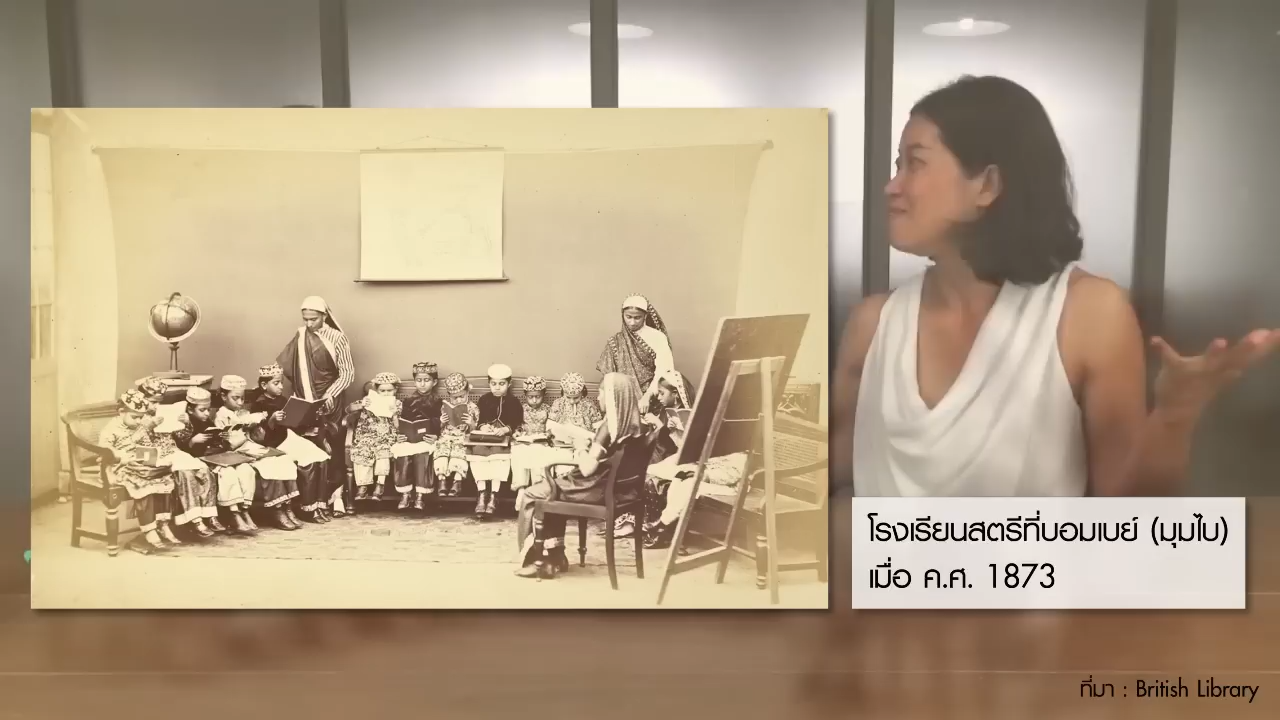 โรงเรียนสตรีที่บอมเบย์ (มุมไบ)
เมื่อ ค.ศ. 1873
ที่มา : British Library